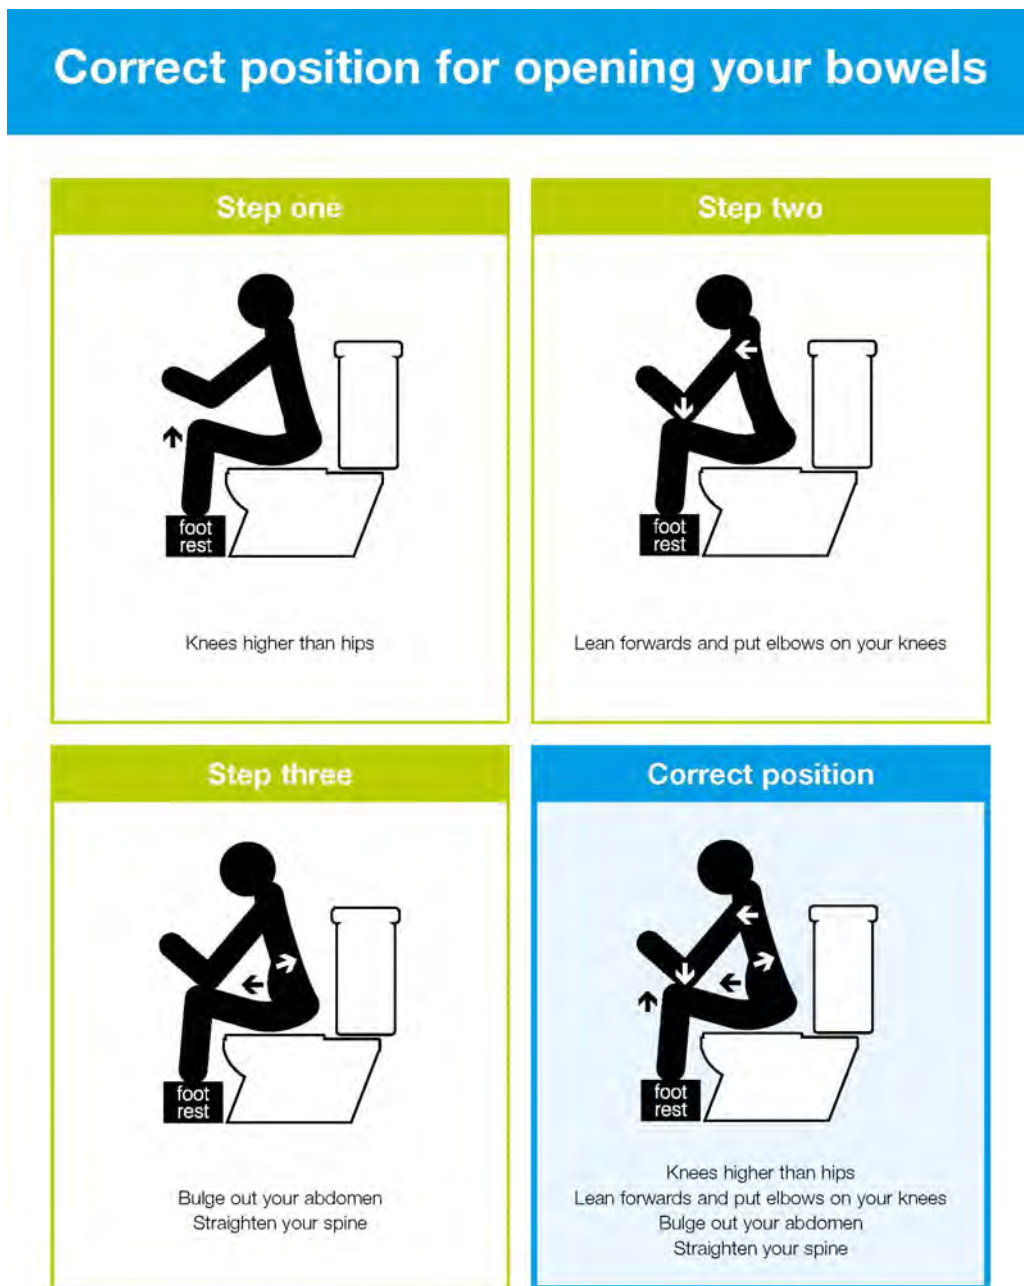 Correct position for opening your bowels
Step one
foot
rest
Knees higher than hips
Step two
foot
rest
Lean forwards and put elbows on your knees
Step three
foot
rest
Bulge out your abdomen
Straighten your spine
Correct position
foot
rest
Knees higher than hips
Lean forwards and put elbows on your knees
Bulge out your abdomen
Straighten your spine